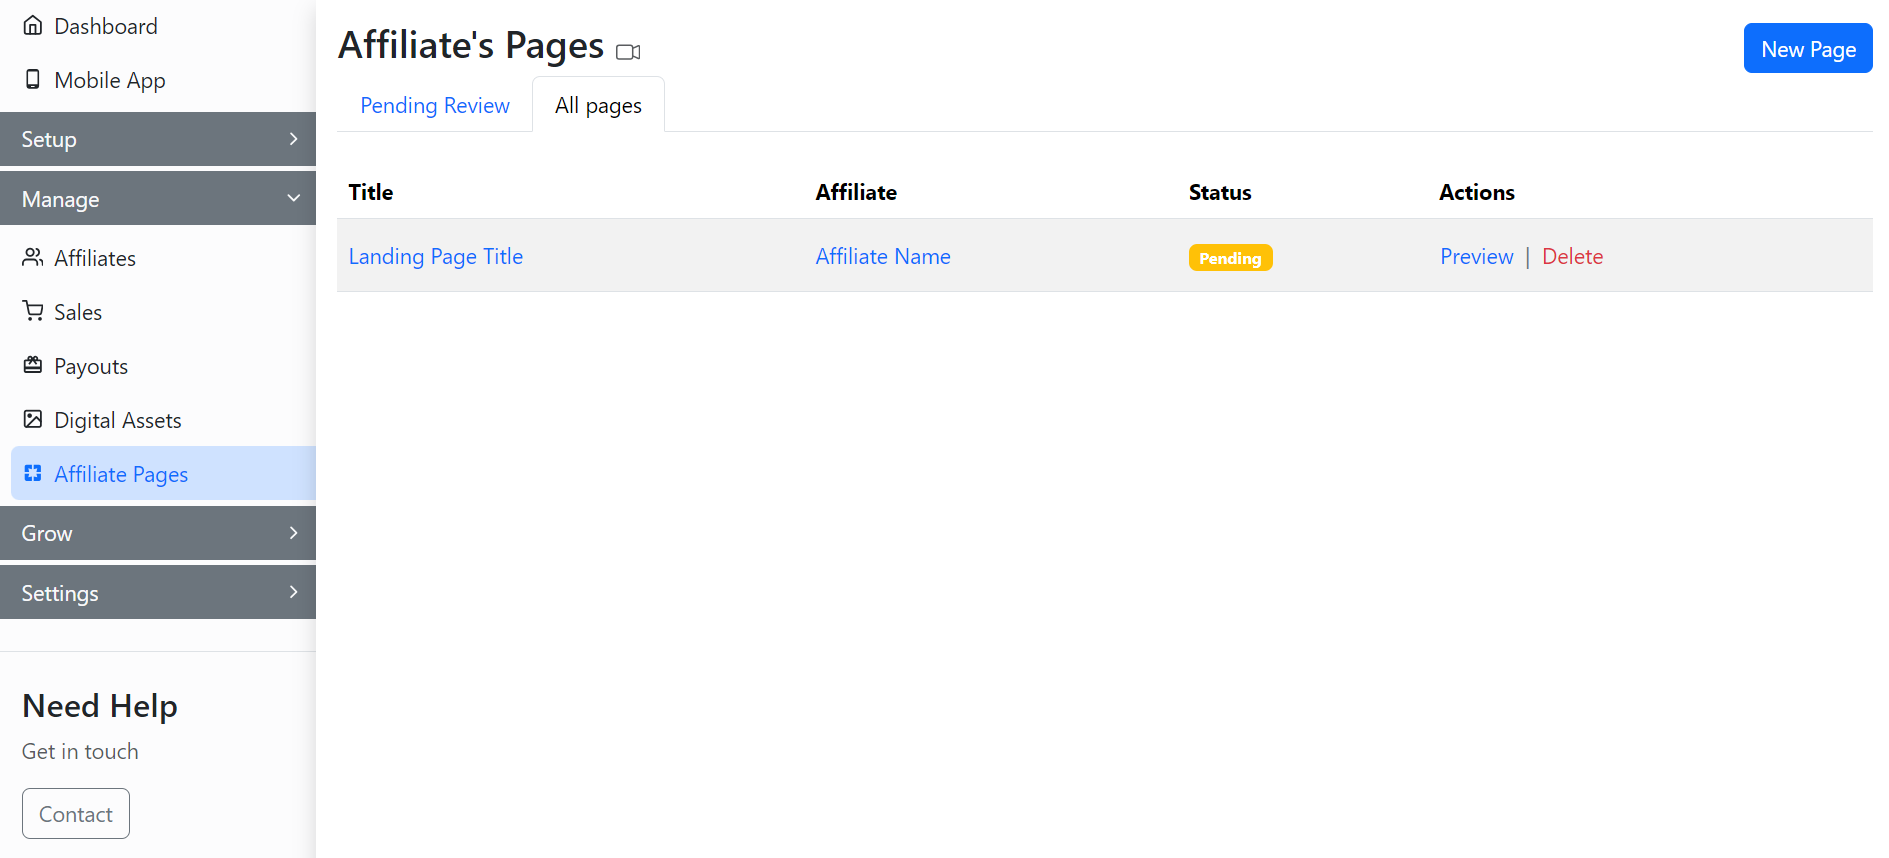 Dashboard
Mobile App
Setup
Manage
Affiliates
Sales
Payouts
Digital Assets
Affiliate Pages
Grow
Settings
Need Help
Get in touch
Contact
Affiliate's Pages
New Page
Pending Review All pages
Title Affiliate Status Actions
Landing Page Title Affiliate Name Pending Preview | Delete